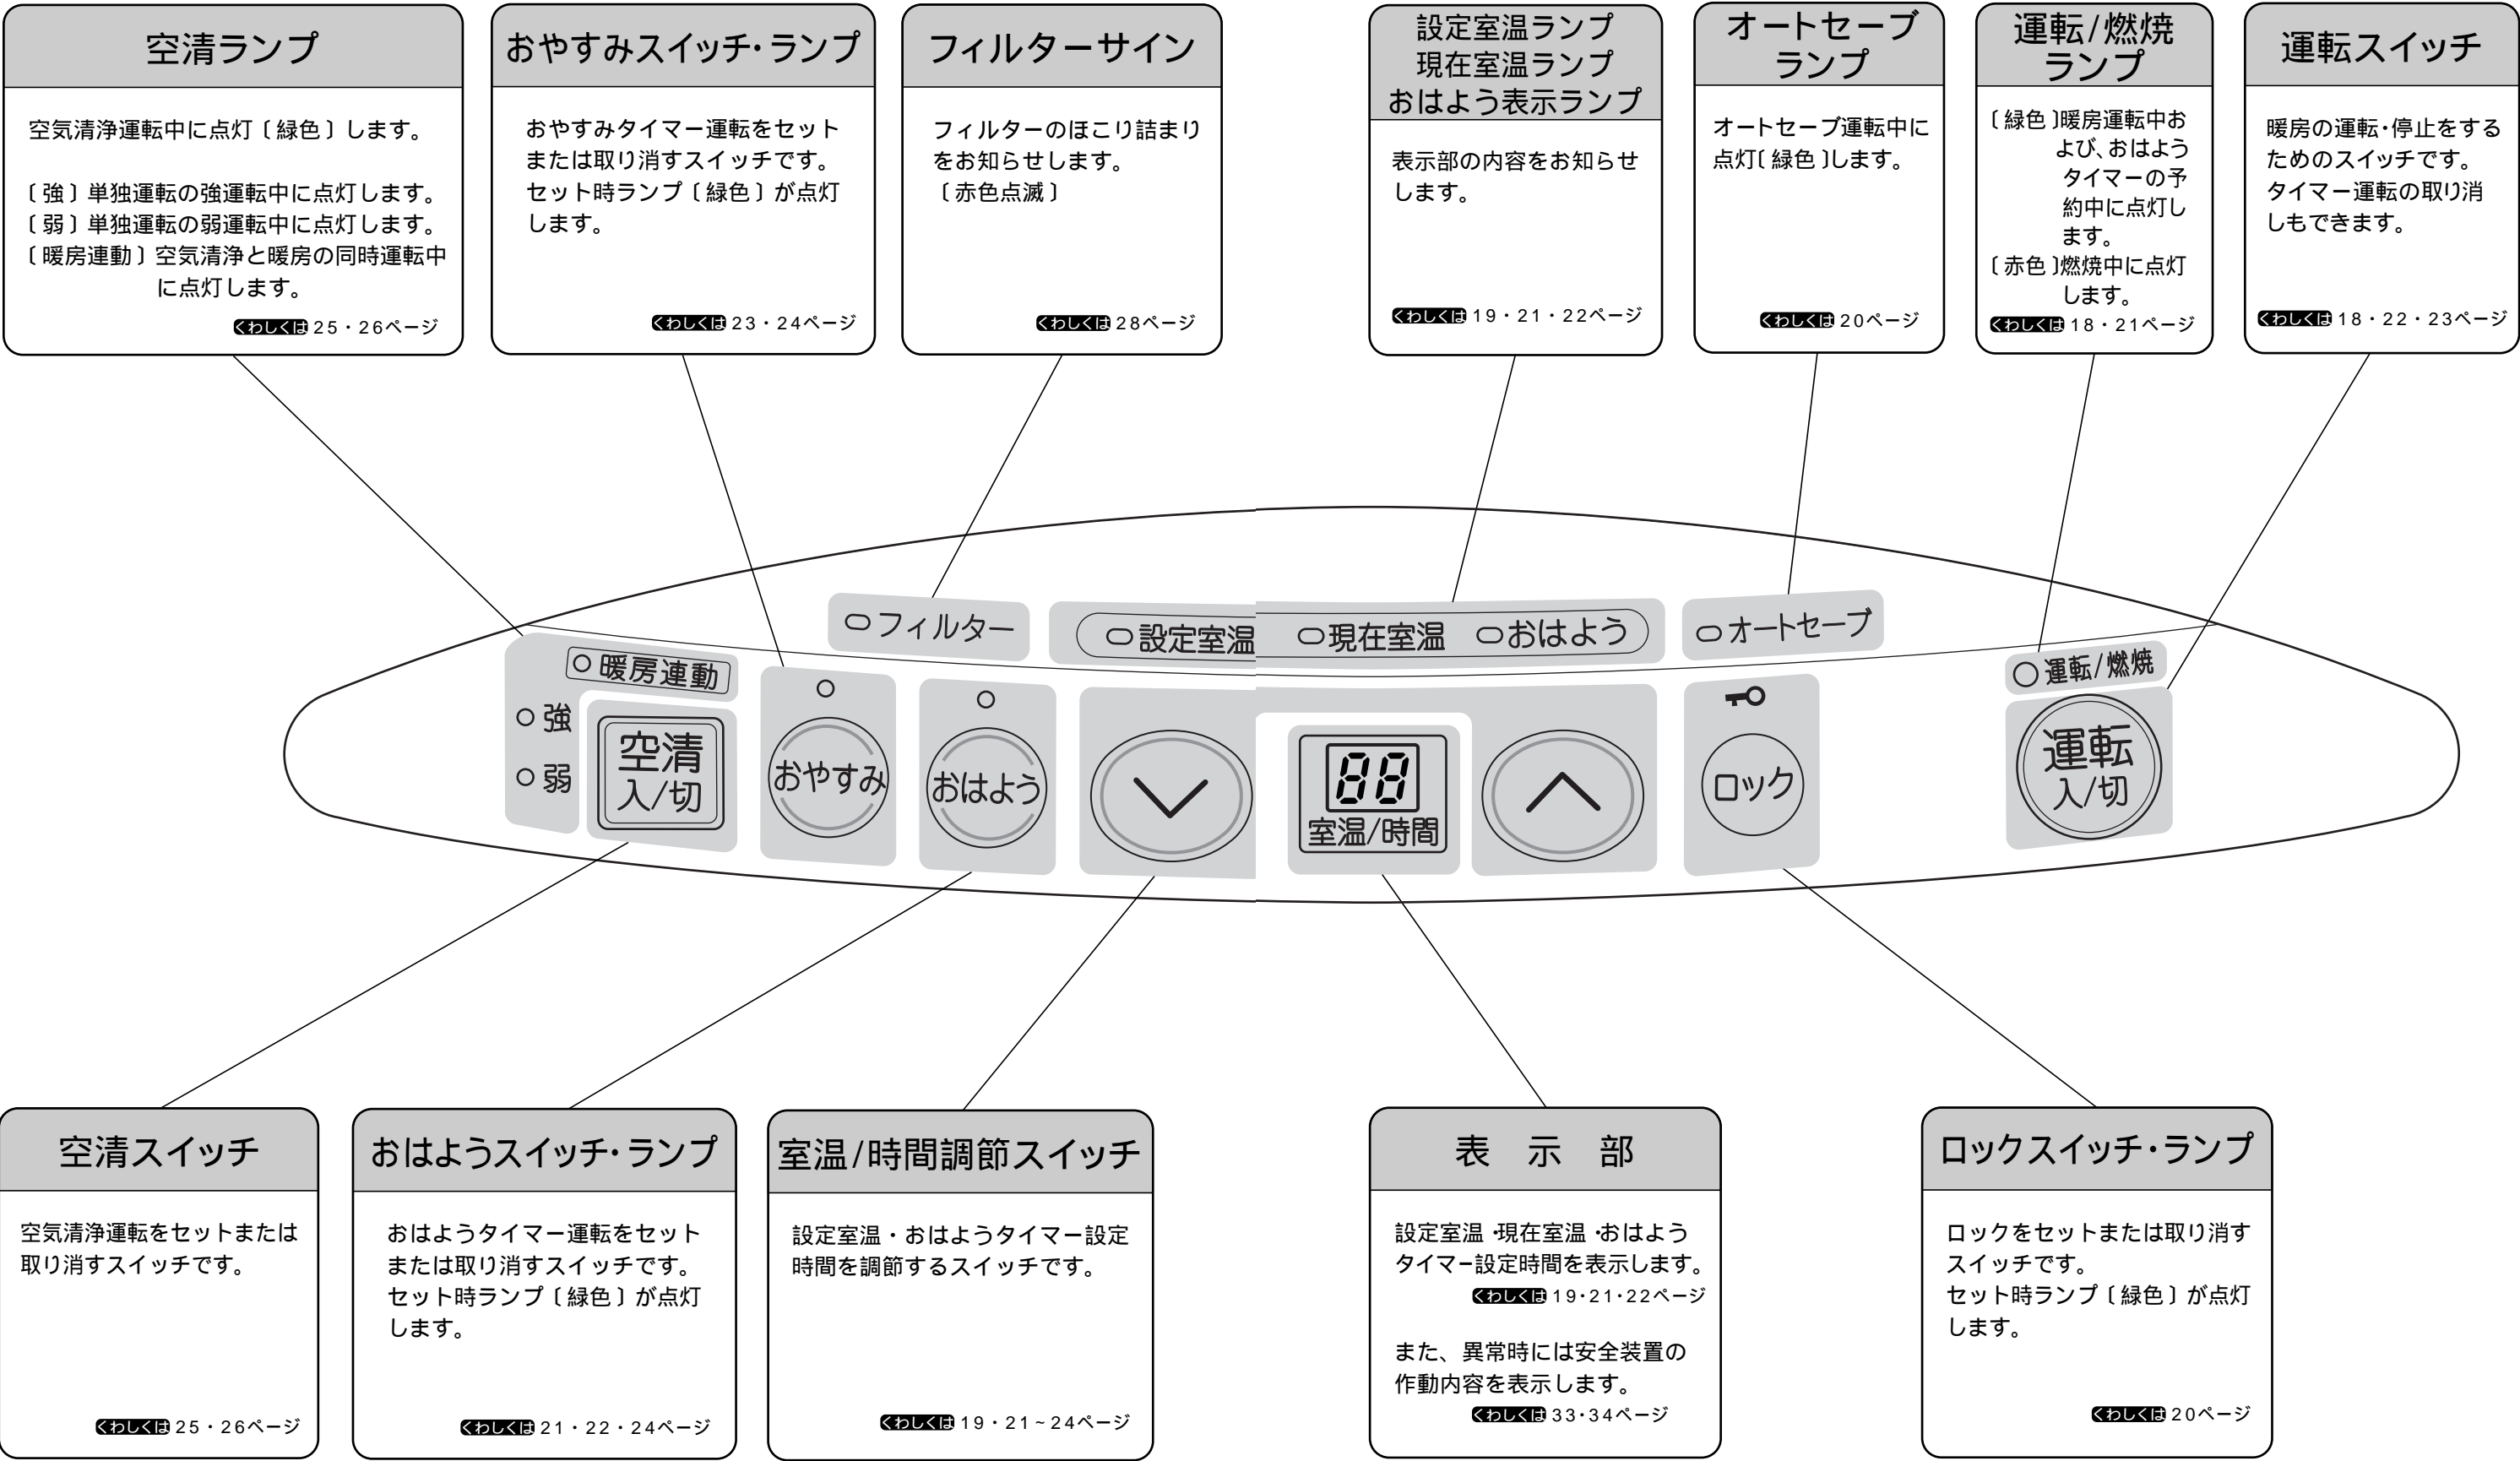 空清ランプ
空気清浄運転中に点灯〔緑色〕します。
〔強〕単独運転の強運転中に点灯します。
〔弱〕単独運転の弱運転中に点灯します。
〔暖房連動〕空気清浄と暖房の同時運転中
に点灯します。
くわしくは 25・26ページ
おやすみスイッチ・ランプ
おやすみタイマー運転をセット
または取り消すスイッチです。
セット時ランプ〔緑色〕が点灯
します。
くわしくは 23・24ページ
フィルターサイン
フィルターのほこり詰まり
をお知らせします。
〔赤色点滅〕
くわしくは 28ページ
設定室温ランプ
現在室温ランプ
おはよう表示ランプ
表示部の内容をお知らせ
します。
くわしくは 19・21・22ページ
オートセーブ
ランプ
オートセーブ運転中に
点灯〔緑色〕します。
くわしくは 20ページ
運転/燃焼
ランプ
〔緑色〕暖房運転中お
よび、おはよう
タイマーの予
約中に点灯し
ます。
〔赤色〕燃焼中に点灯
します。
くわしくは 18・21ページ
運転スイッチ
暖房の運転・停止をする
ためのスイッチです。
タイマー運転の取り消
しもできます。
くわしくは 18・22・23ページ
フィルター
設定室温
現在室温
おはよう
オートセーブ
暖房連動
強
弱
空清
入/切
おやすみ
おはよう
88
室温/時間
ロック
運転/燃焼
運転
入/切
空清スイッチ
空気清浄運転をセットまたは
取り消すスイッチです。
くわしくは 25・26ページ
おはようスイッチ・ランプ
おはようタイマー運転をセット
または取り消すスイッチです。
セット時ランプ〔緑色〕が点灯
します。
くわしくは 21・22・24ページ
室温/時間調節スイッチ
設定室温・おはようタイマー設定
時間を調節するスイッチです。
くわしくは 19・21~24ページ
表 示 部
設定室温・現在室温・おはよう
タイマー設定時間を表示します。
くわしくは 19・21・22ページ
また、異常時には安全装置の
作動内容を表示します。
くわしくは 33・34ページ
ロックスイッチ・ランプ
ロックをセットまたは取り消す
スイッチです。
セット時ランプ〔緑色〕が点灯
します。
くわしくは 20ページ